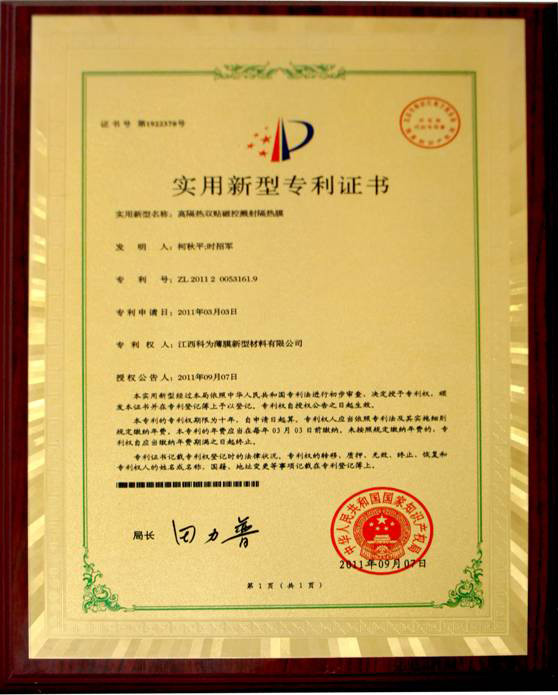 证书号 第1922378号
实用新型专利证书
实用新型名称：高隔热双贴磁控溅射隔热膜
发明人：柯秋平;时招军
专利号：ZL 2011 2 0053161.9
专利申请日：2011年03月03日
专利权人：江西科为薄膜新型材料有限公司
授权公告人：2011年09月07日
本实用新型经过本局依照中华人民共和国专利法进行初步审查，决定授予专利权，颁
发本证书并在专利登记簿上予以登记。专利权自授权公告之日起生效。
本专利的专利权期限为十年，自申请日起算。专利权人应当依照专利法及其实施细则
规定缴纳年费。本专利的年费应当在每年03月03日前缴纳。未按照规定缴纳年费的，专
利权自应当缴纳年费期满之日起终止。
专利证书记载专利权登记时的法律状况。专利权的转移、质押、无效、终止、恢复和
专利权人的姓名或名称、国籍、地址变更等事项记载在专利登记簿上。
局长 田力普
中华人民共和国国家知识产权局
2011年09月07日
第1页（共1页）